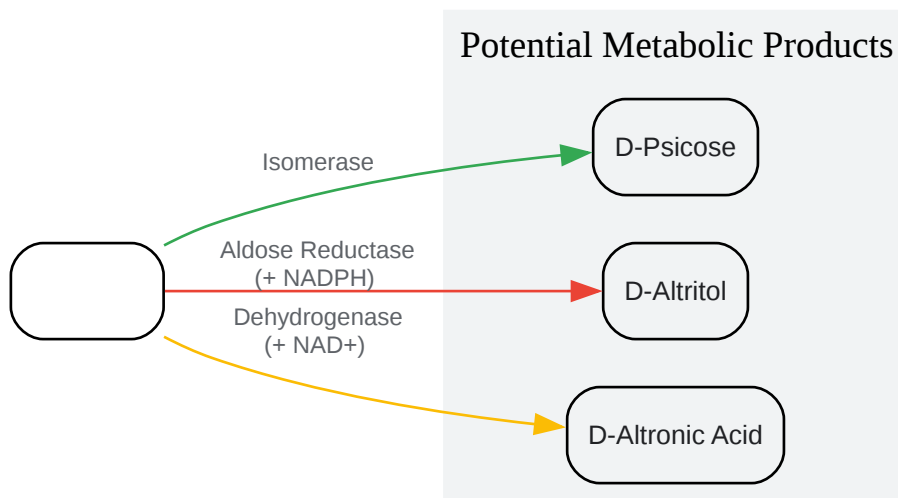 Potential Metabolic Products
D-Psicose
Isomerase
Aldose Reductase
(+ NADPH)
D-Altritol
Dehydrogenase
(+ NAD+)
D-Altronic Acid